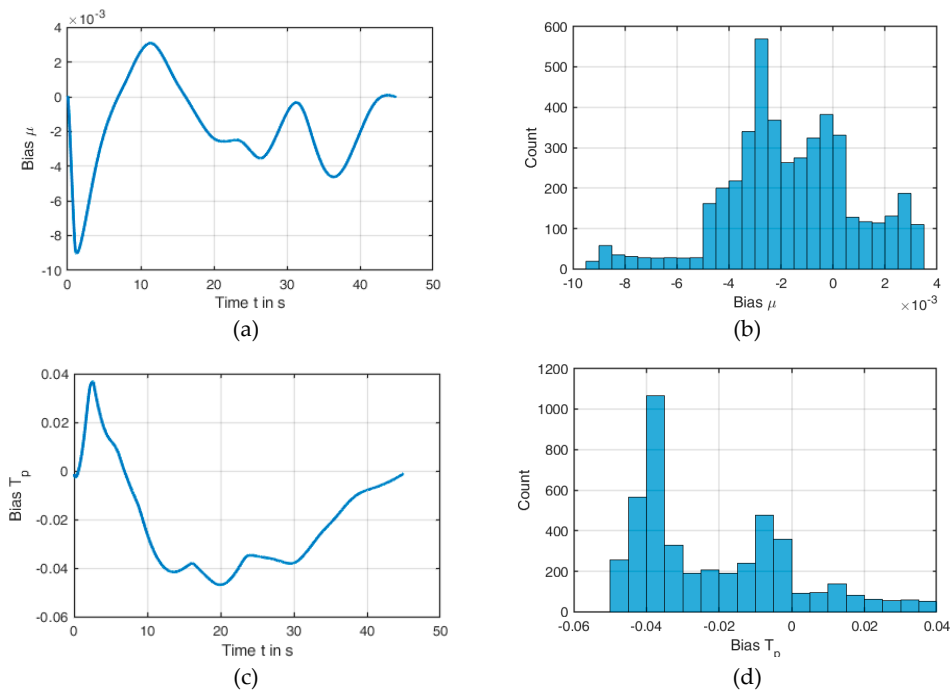 ×10⁻³
4
2
0
-2
-4
-6
-8
-10
Bias μ
0 10 20 30 40 50
Time t in s
(a)
600
500
400
300
200
100
0
Count
-10 -8 -6 -4 -2 0 2 4
Bias μ
×10⁻³
(b)
0.04
0.02
0
-0.02
-0.04
-0.06
Bias Tₚ
0 10 20 30 40 50
Time t in s
(c)
1200
1000
800
600
400
200
0
Count
-0.06 -0.04 -0.02 0 0.02 0.04
Bias Tₚ
(d)